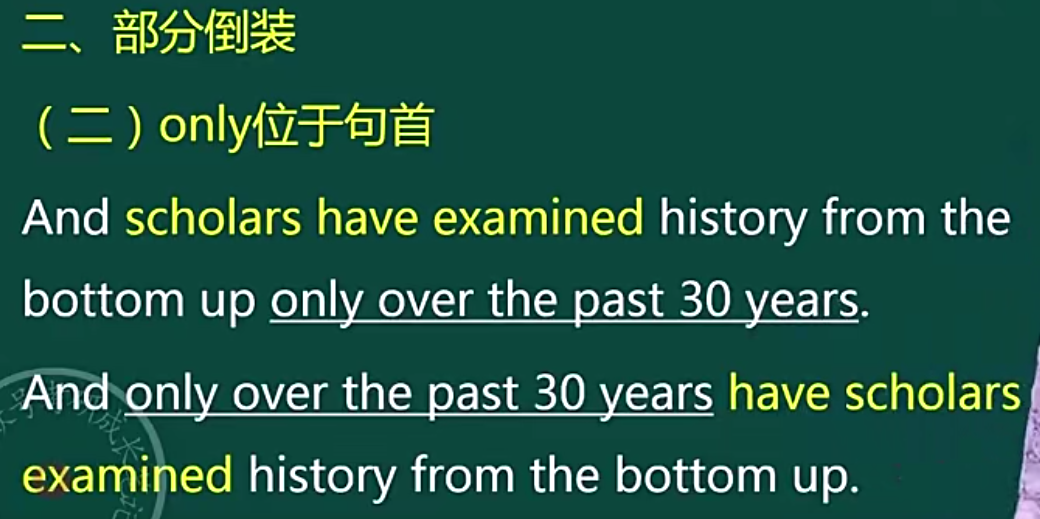 二、部分倒装
（二）only位于句首
And scholars have examined history from the
bottom up only over the past 30 years.
And only over the past 30 years have scholars
examined history from the bottom up.